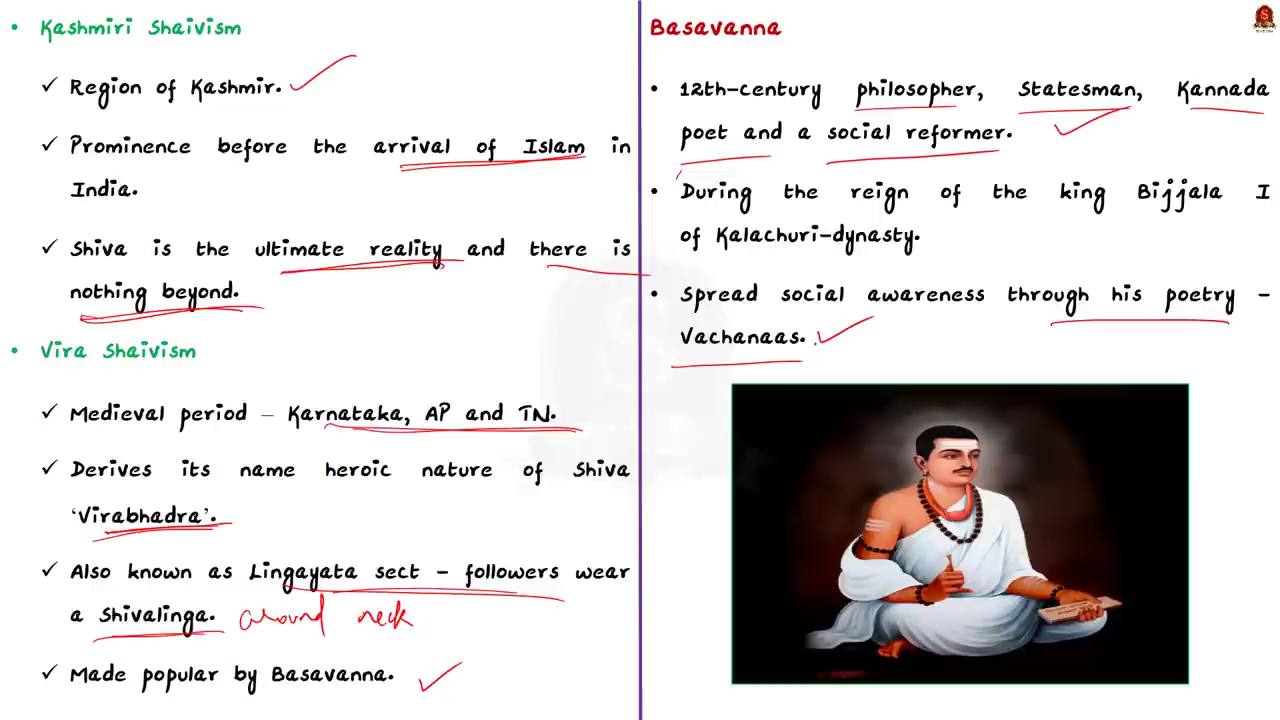 • Kashmiri Shaivism
✓ Region of Kashmir.
✓ Prominence before the arrival of Islam in
India.
✓ Shiva is the ultimate reality and there is
nothing beyond.
• Vira Shaivism
✓ Medieval period – Karnataka, AP and TN.
✓ Derives its name heroic nature of Shiva
‘Virabhadra’.
✓ Also known as Lingayata sect – followers wear
a Shivalinga. around neck
✓ Made popular by Basavanna.
Basavanna
• 12th-century philosopher, Statesman, Kannada
poet and a social reformer.
• During the reign of the king Bijjala I
of Kalachuri-dynasty.
• Spread social awareness through his poetry –
Vachanaas.